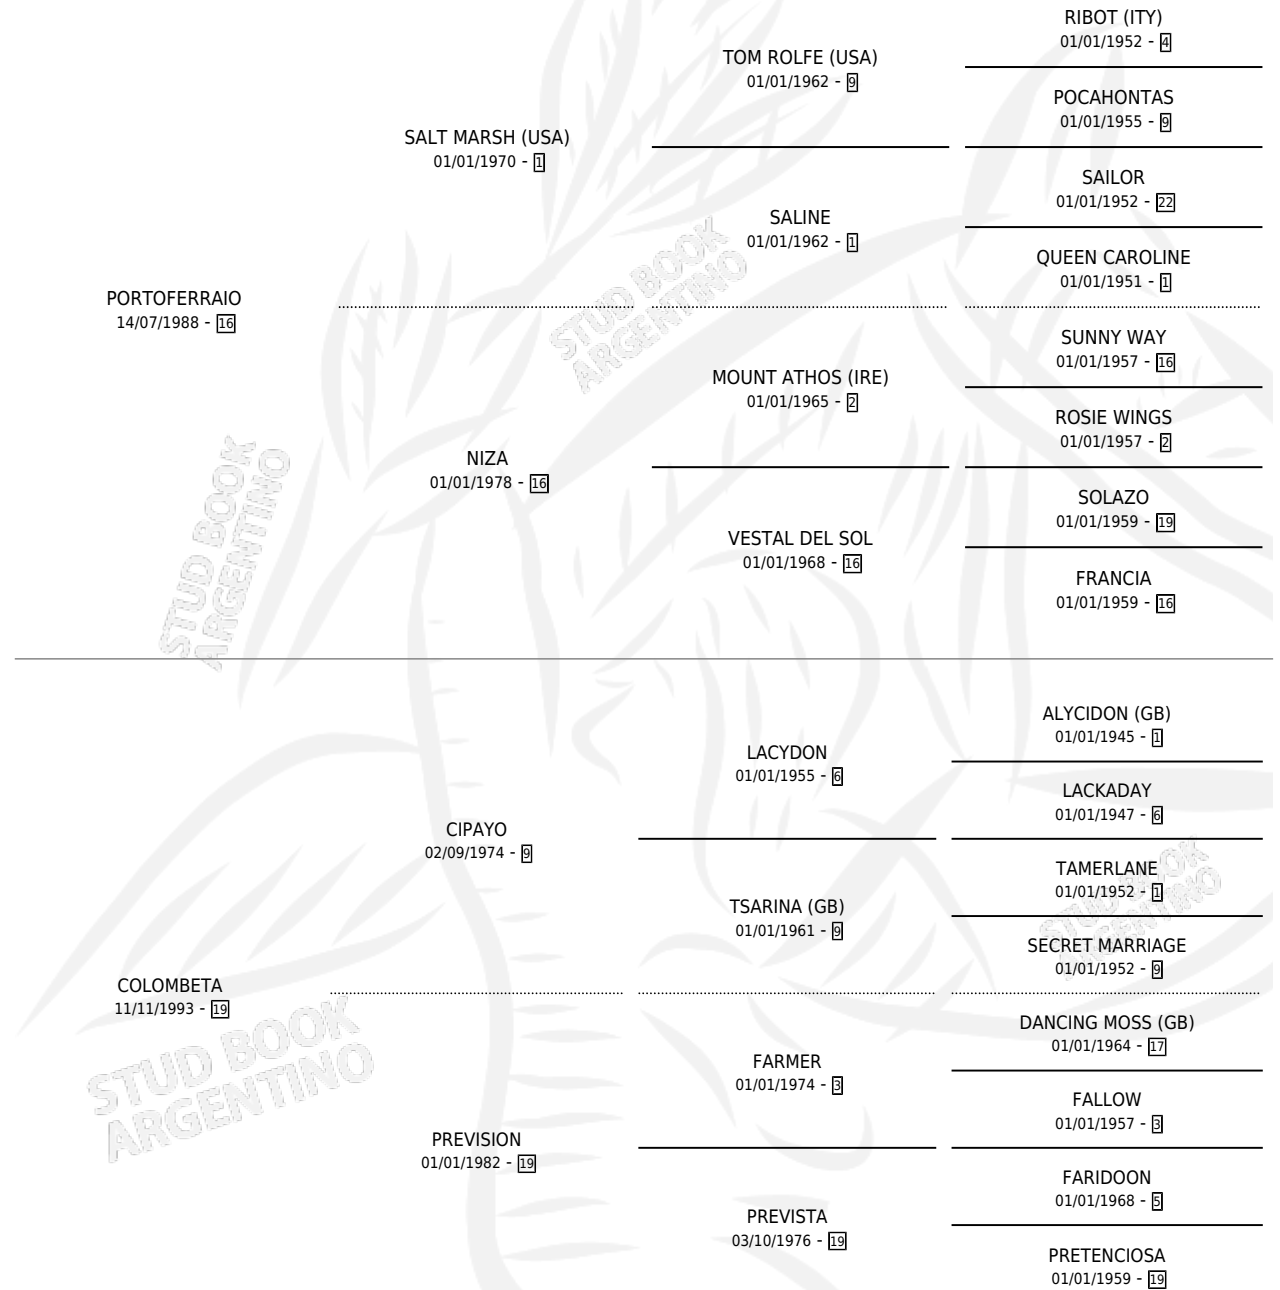 RIBOT (ITY)
01/01/1952 - 4
TOM ROLFE (USA)
01/01/1962 - 9
POCAHONTAS
01/01/1955 - 9
SALT MARSH (USA)
01/01/1970 - 1
SAILOR
01/01/1952 - 22
SALINE
01/01/1962 - 1
QUEEN CAROLINE
01/01/1951 - 1
PORTOFERRAIO
14/07/1988 - 16
SUNNY WAY
01/01/1957 - 16
MOUNT ATHOS (IRE)
01/01/1965 - 2
ROSIE WINGS
01/01/1957 - 2
NIZA
01/01/1978 - 16
SOLAZO
01/01/1959 - 19
VESTAL DEL SOL
01/01/1968 - 16
FRANCIA
01/01/1959 - 16
ALYCIDON (GB)
01/01/1945 - 1
LACYDON
01/01/1955 - 6
LACKADAY
01/01/1947 - 6
CIPAYO
02/09/1974 - 9
TAMERLANE
01/01/1952 - 1
TSARINA (GB)
01/01/1961 - 9
SECRET MARRIAGE
01/01/1952 - 9
COLOMBETA
11/11/1993 - 19
DANCING MOSS (GB)
01/01/1964 - 17
FARMER
01/01/1974 - 3
FALLOW
01/01/1957 - 3
PREVISION
01/01/1982 - 19
FARIDOON
01/01/1968 - 5
PREVISTA
03/10/1976 - 19
PRETENCIOSA
01/01/1959 - 19
STUD BOOK
ARGENTINO
STUD BOOK
ARGENTINO
STUD BOOK
ARGENTINO
STUD BOOK
ARGENTINO